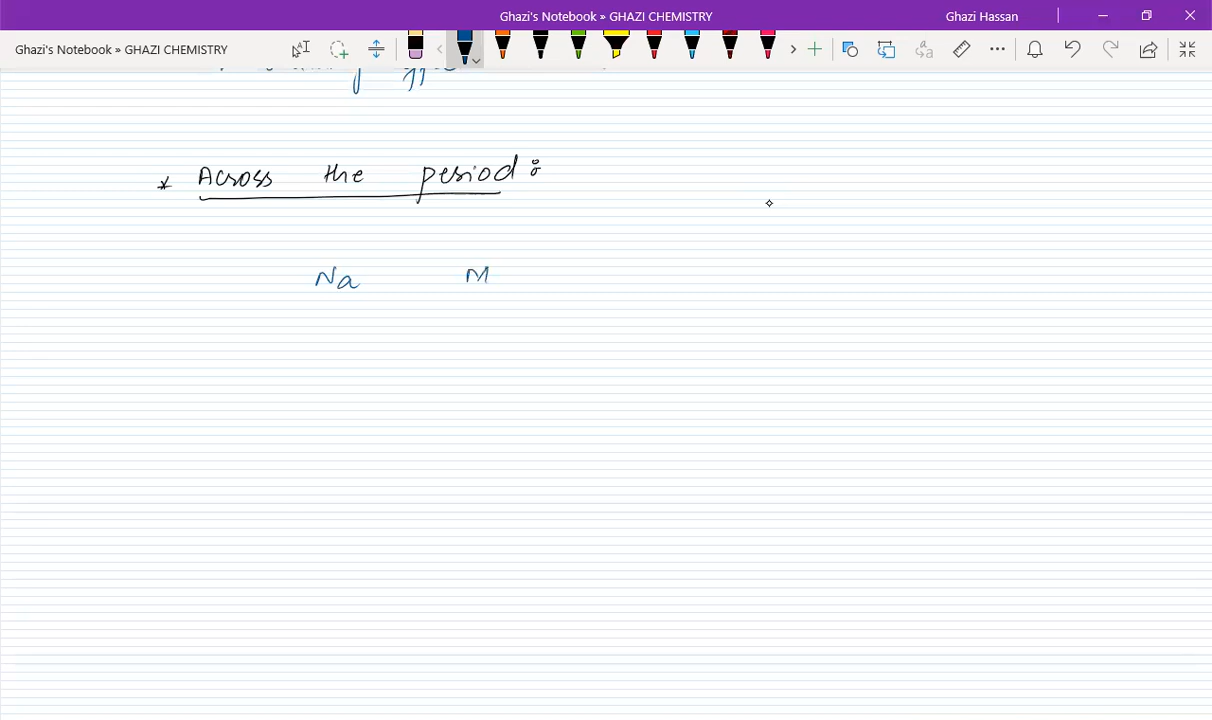 Ghazi's Notebook » GHAZI CHEMISTRY
Ghazi Hassan
Ghazi's Notebook » GHAZI CHEMISTRY
* Across the period:
Na M